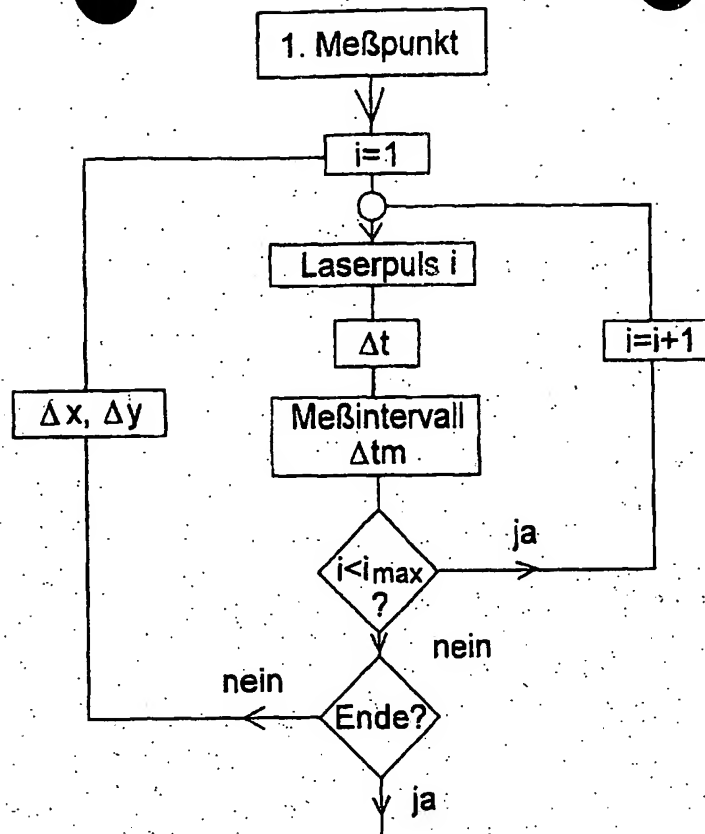 1. Meßpunkt
i=1
Laserpuls i
Δt
i=i+1
Δx, Δy
Meßintervall
Δtm
ja
i<imax
?
nein
nein
Ende?
ja